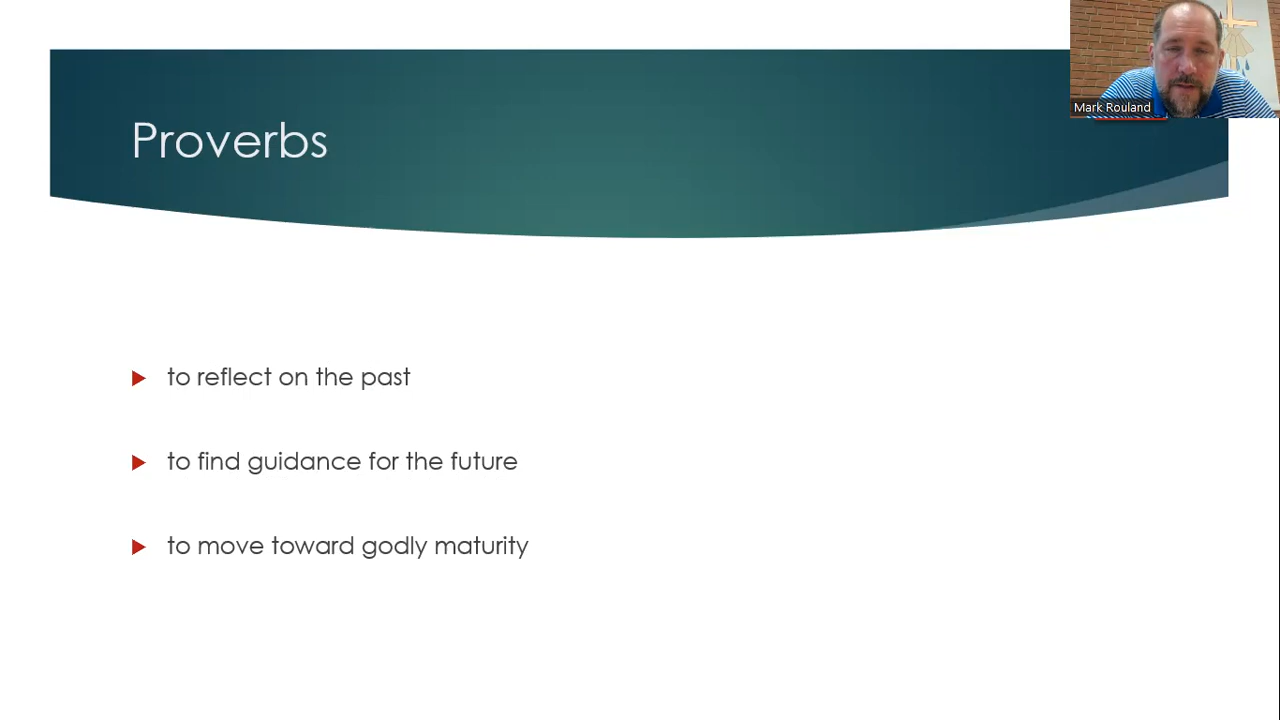 Proverbs
Mark Rouland
to reflect on the past
to find guidance for the future
to move toward godly maturity